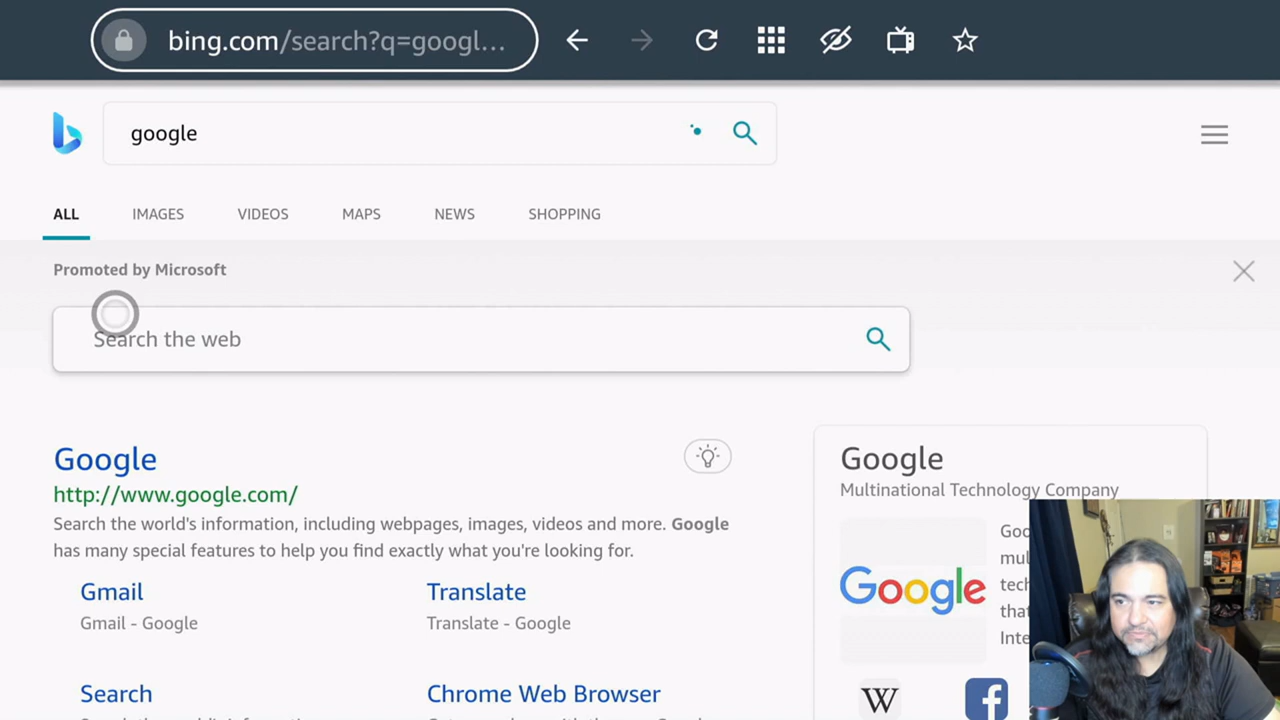 bing.com/search?q=googl...
google
ALL IMAGES VIDEOS MAPS NEWS SHOPPING
Promoted by Microsoft
Search the web
Google
http://www.google.com/
Search the world's information, including webpages, images, videos and more. Google
has many special features to help you find exactly what you're looking for.
Gmail
Gmail - Google
Translate
Translate - Google
Search
Chrome Web Browser
Google
Multinational Technology Company
Google
W
f